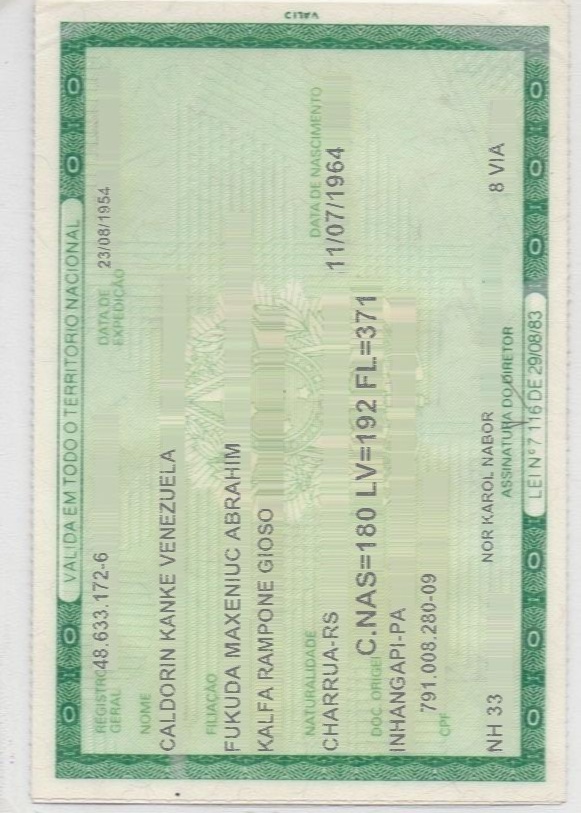 VALIDA EM TODO O TERRITORIO NACIONAL
REGISTRO GERAL 48.633.172-6 DATA DE EXPEDIÇÃO 23/08/1954
NOME
CALDORIN KANKE VENEZUELA
FILIAÇÃO
FUKUDA MAXENIUC ABRAHIM
KALFA RAMPONE GIOSO
NATURALIDADE DATA DE NASCIMENTO
CHARRUA-RS 11/07/1964
DOC. ORIGEM C.NAS=180 LV=192 FL=371
INHANGAPI-PA
CPF 791.008.280-09
NH 33 NOR KAROL NABOR 8 VIA
ASSINATURA DO DIRETOR
LEI Nº 7 116 DE 29/08/83